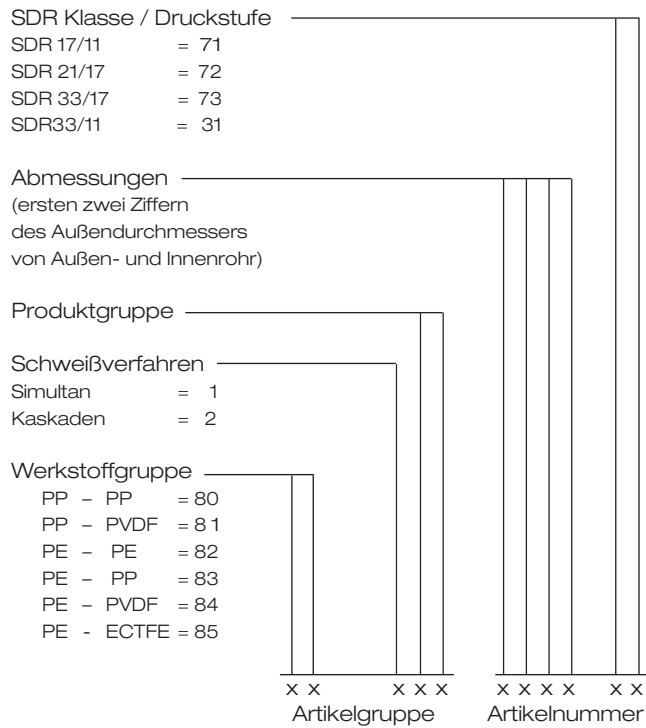 SDR Klasse / Druckstufe
SDR 17/11 = 71
SDR 21/17 = 72
SDR 33/17 = 73
SDR33/11 = 31
Abmessungen
(ersten zwei Ziffern
des Außendurchmessers
von Außen- und Innenrohr)
Produktgruppe
Schweißverfahren
Simultan = 1
Kaskaden = 2
Werkstoffgruppe
PP – PP = 80
PP – PVDF = 81
PE – PE = 82
PE – PP = 83
PE – PVDF = 84
PE - ECTFE = 85
x x x x x x x x x x x
Artikelgruppe Artikelnummer